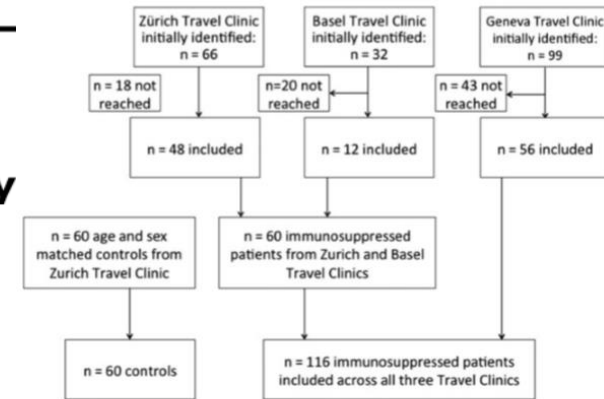 Zürich Travel Clinic
initially identified:
n = 66
Basel Travel Clinic
initially identified:
n = 32
Geneva Travel Clinic
initially identified:
n = 99
n = 18 not
reached
n=20 not
reached
n = 43 not
reached
n = 48 included
n = 12 included
n = 56 included
y
n = 60 age and sex
matched controls from
Zurich Travel Clinic
n = 60 immunosuppressed
patients from Zurich and Basel
Travel Clinics
n = 60 controls
n = 116 immunosuppressed patients
included across all three Travel Clinics